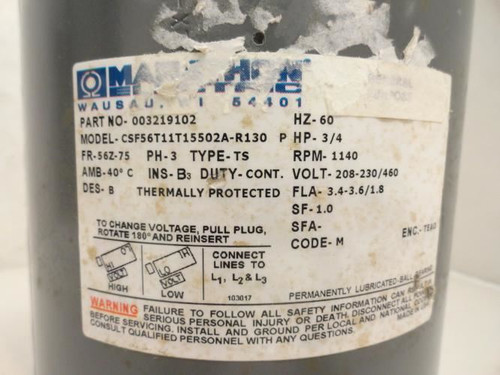 MARATHON
ELECTRIC
WAUSAU, WI 54401
PART NO- 003219102 HZ- 60
MODEL- CSF56T11T15502A-R130 P HP- 3/4
FR-56Z-75 PH-3 TYPE-TS RPM- 1140
AMB-40° C INS- B3 DUTY- CONT. VOLT- 208-230/460
DES- B THERMALLY PROTECTED FLA- 3.4-3.6/1.8
SF- 1.0
SFA- ENC.-TEAO
CODE- M
TO CHANGE VOLTAGE, PULL PLUG,
ROTATE 180° AND REINSERT
VOLT
HIGH
VOLT
LOW
CONNECT
LINES TO
L1, L2 & L3
103017
PERMANENTLY LUBRICATED-BALL
WARNING FAILURE TO FOLLOW ALL SAFETY INFORMATION CAN
SERIOUS PERSONAL INJURY OR DEATH. DISCONNECT ALL
BEFORE SERVICING. INSTALL AND GROUND PER LOCAL AND NATIONAL
CONSULT QUALIFIED PERSONNEL WITH ANY QUESTIONS. MADE IN